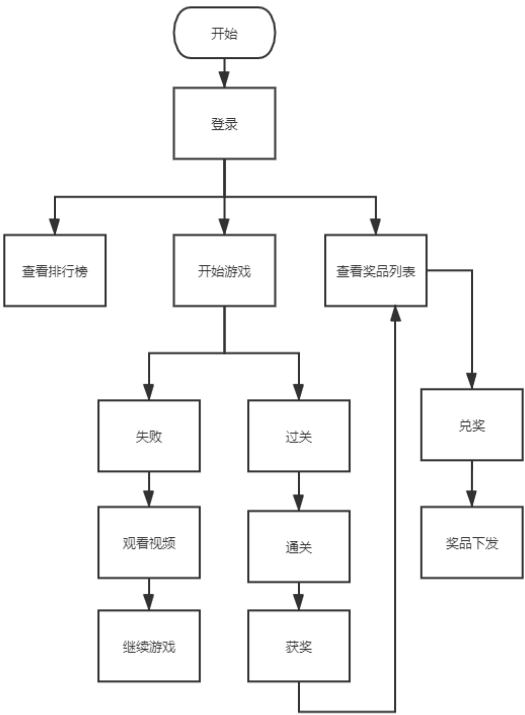 开始
登录
查看排行榜
开始游戏
查看奖品列表
失败
过关
兑奖
观看视频
通关
奖品下发
继续游戏
获奖